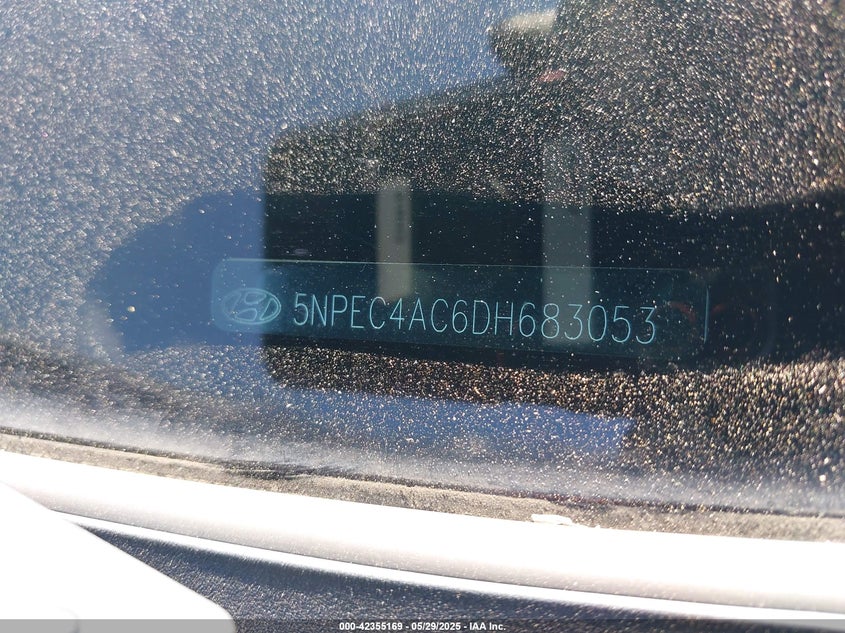 5NPEC4AC6DH683053
000-42355169 • 05/29/2025 • IAA Inc.